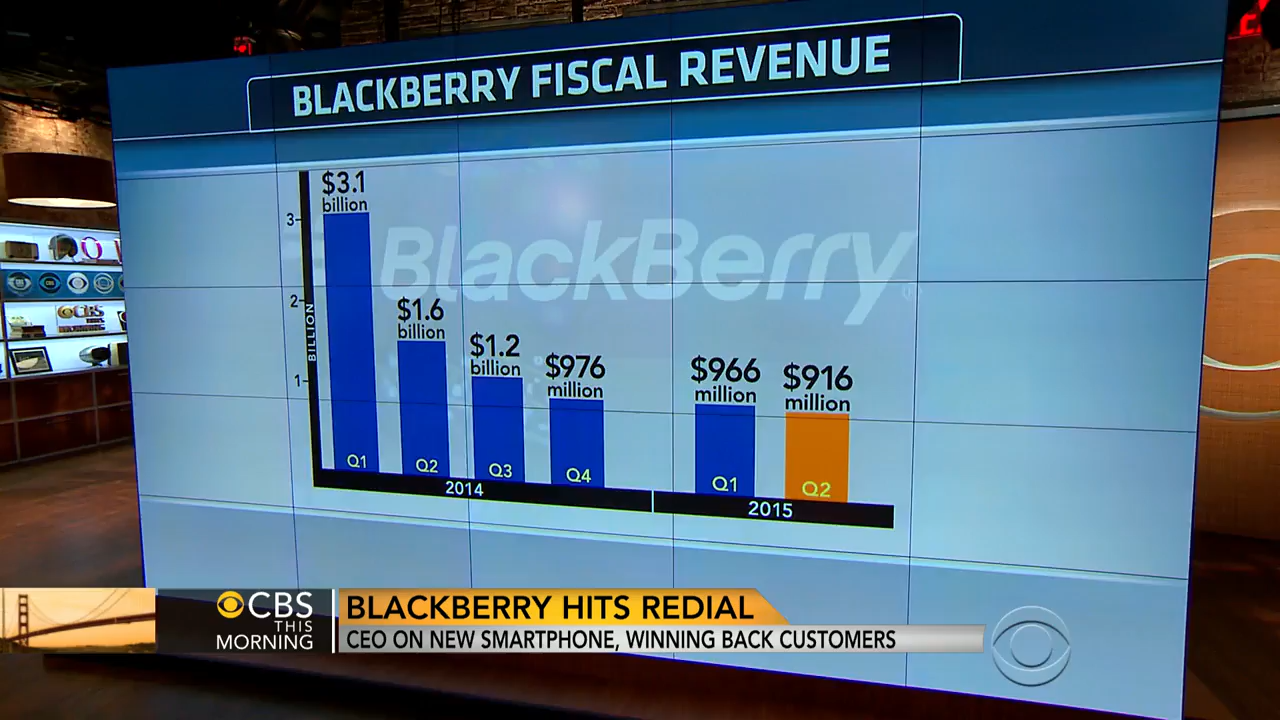 BLACKBERRY FISCAL REVENUE
BlackBerry
$3.1
billion
$1.6
billion
$1.2
billion
$976
million
$966
million
$916
million
3
2
1
BILLION
Q1
Q2
Q3
Q4
Q1
Q2
2014
2015
CBS
CBS
THIS
MORNING
BLACKBERRY HITS REDIAL
CEO ON NEW SMARTPHONE, WINNING BACK CUSTOMERS